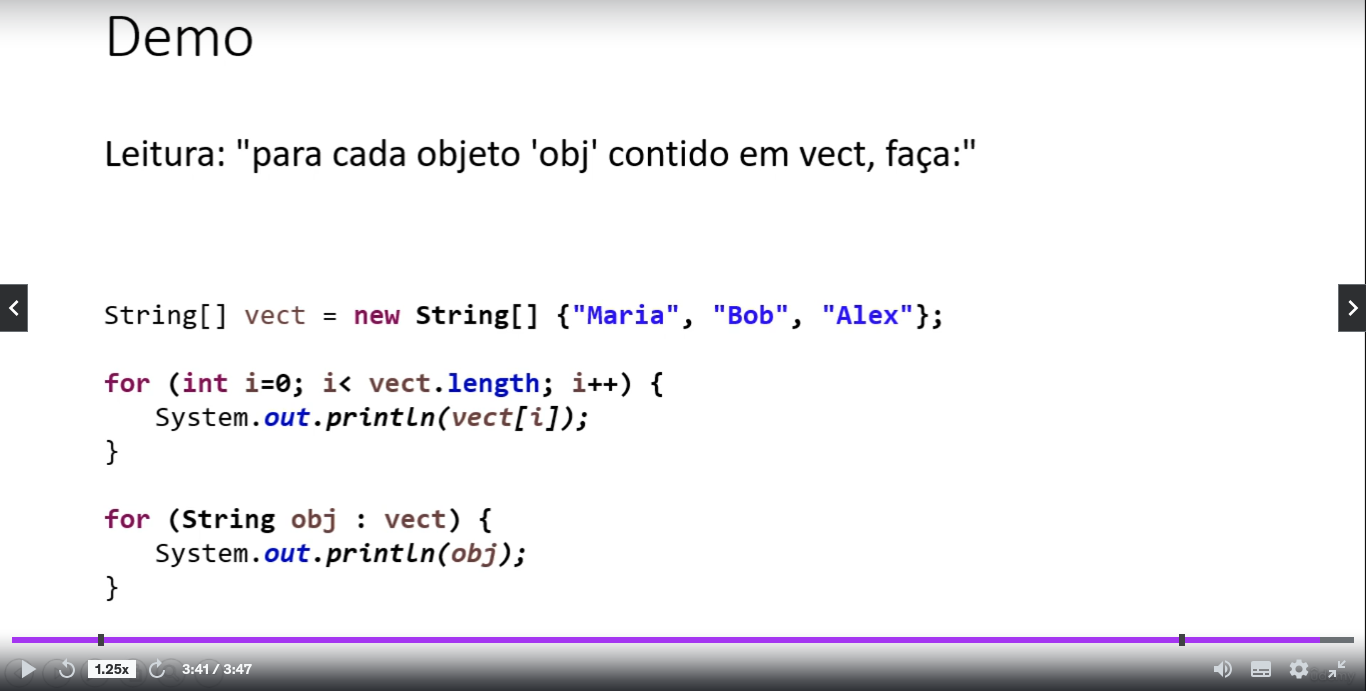 Demo
Leitura: "para cada objeto 'obj' contido em vect, faça:"
String[] vect = new String[] {"Maria", "Bob", "Alex"};
for (int i=0; i< vect.length; i++) {
System.out.println(vect[i]);
}
for (String obj : vect) {
System.out.println(obj);
}
1.25x 3:41 / 3:47